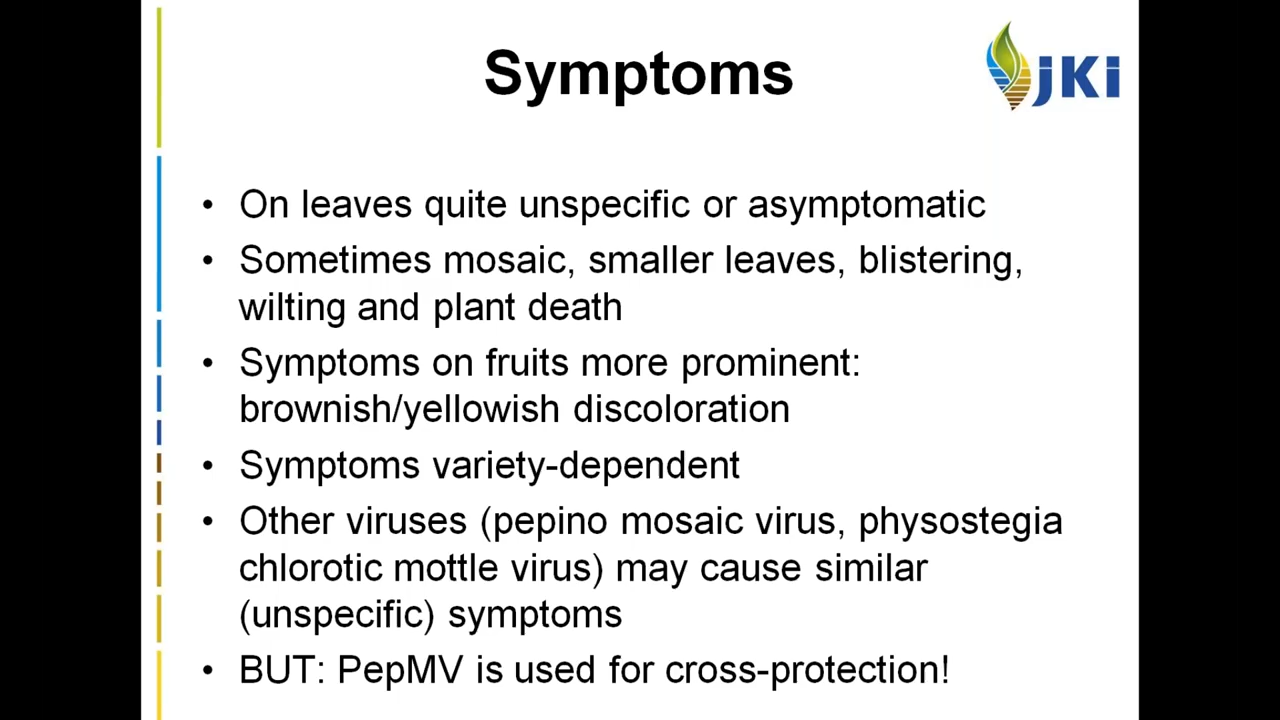 Symptoms
JKi
• On leaves quite unspecific or asymptomatic
• Sometimes mosaic, smaller leaves, blistering,
wilting and plant death
• Symptoms on fruits more prominent:
brownish/yellowish discoloration
• Symptoms variety-dependent
• Other viruses (pepino mosaic virus, physostegia
chlorotic mottle virus) may cause similar
(unspecific) symptoms
• BUT: PepMV is used for cross-protection!